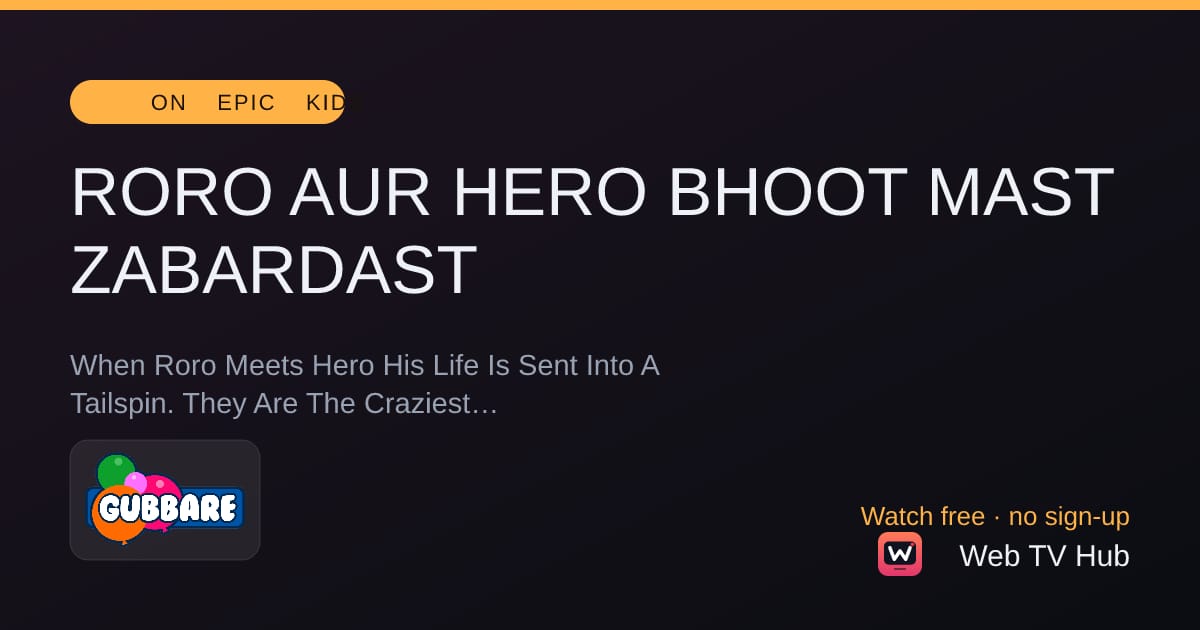 ON EPIC KID
RORO AUR HERO BHOOT MAST
ZABARDAST
When Roro Meets Hero His Life Is Sent Into A
Tailspin. They Are The Craziest…
GUBBARE
Watch free · no sign-up
W
Web TV Hub